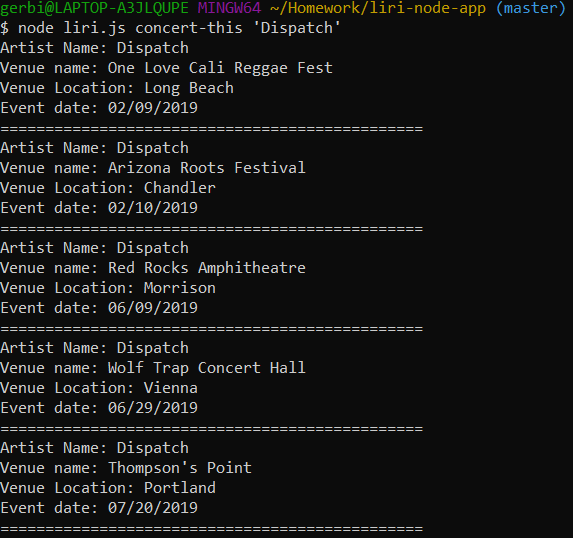 gerbi@LAPTOP-A3JLQUPE MINGW64 ~/Homework/liri-node-app (master)
$ node liri.js concert-this 'Dispatch'
Artist Name: Dispatch
Venue name: One Love Cali Reggae Fest
Venue Location: Long Beach
Event date: 02/09/2019
===============================================
Artist Name: Dispatch
Venue name: Arizona Roots Festival
Venue Location: Chandler
Event date: 02/10/2019
===============================================
Artist Name: Dispatch
Venue name: Red Rocks Amphitheatre
Venue Location: Morrison
Event date: 06/09/2019
===============================================
Artist Name: Dispatch
Venue name: Wolf Trap Concert Hall
Venue Location: Vienna
Event date: 06/29/2019
===============================================
Artist Name: Dispatch
Venue name: Thompson's Point
Venue Location: Portland
Event date: 07/20/2019
===============================================